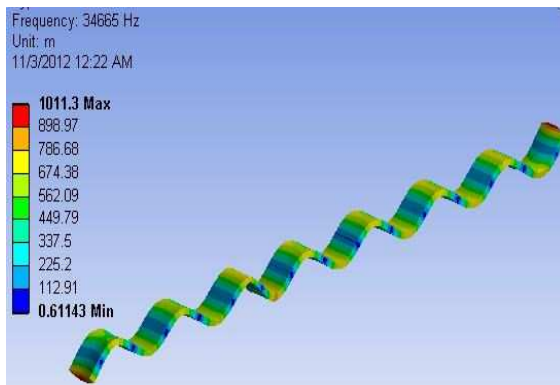 Frequency: 34665 Hz
Unit: m
11/3/2012 12:22 AM
1011.3 Max
898.97
786.68
674.38
562.09
449.79
337.5
225.2
112.91
0.61143 Min